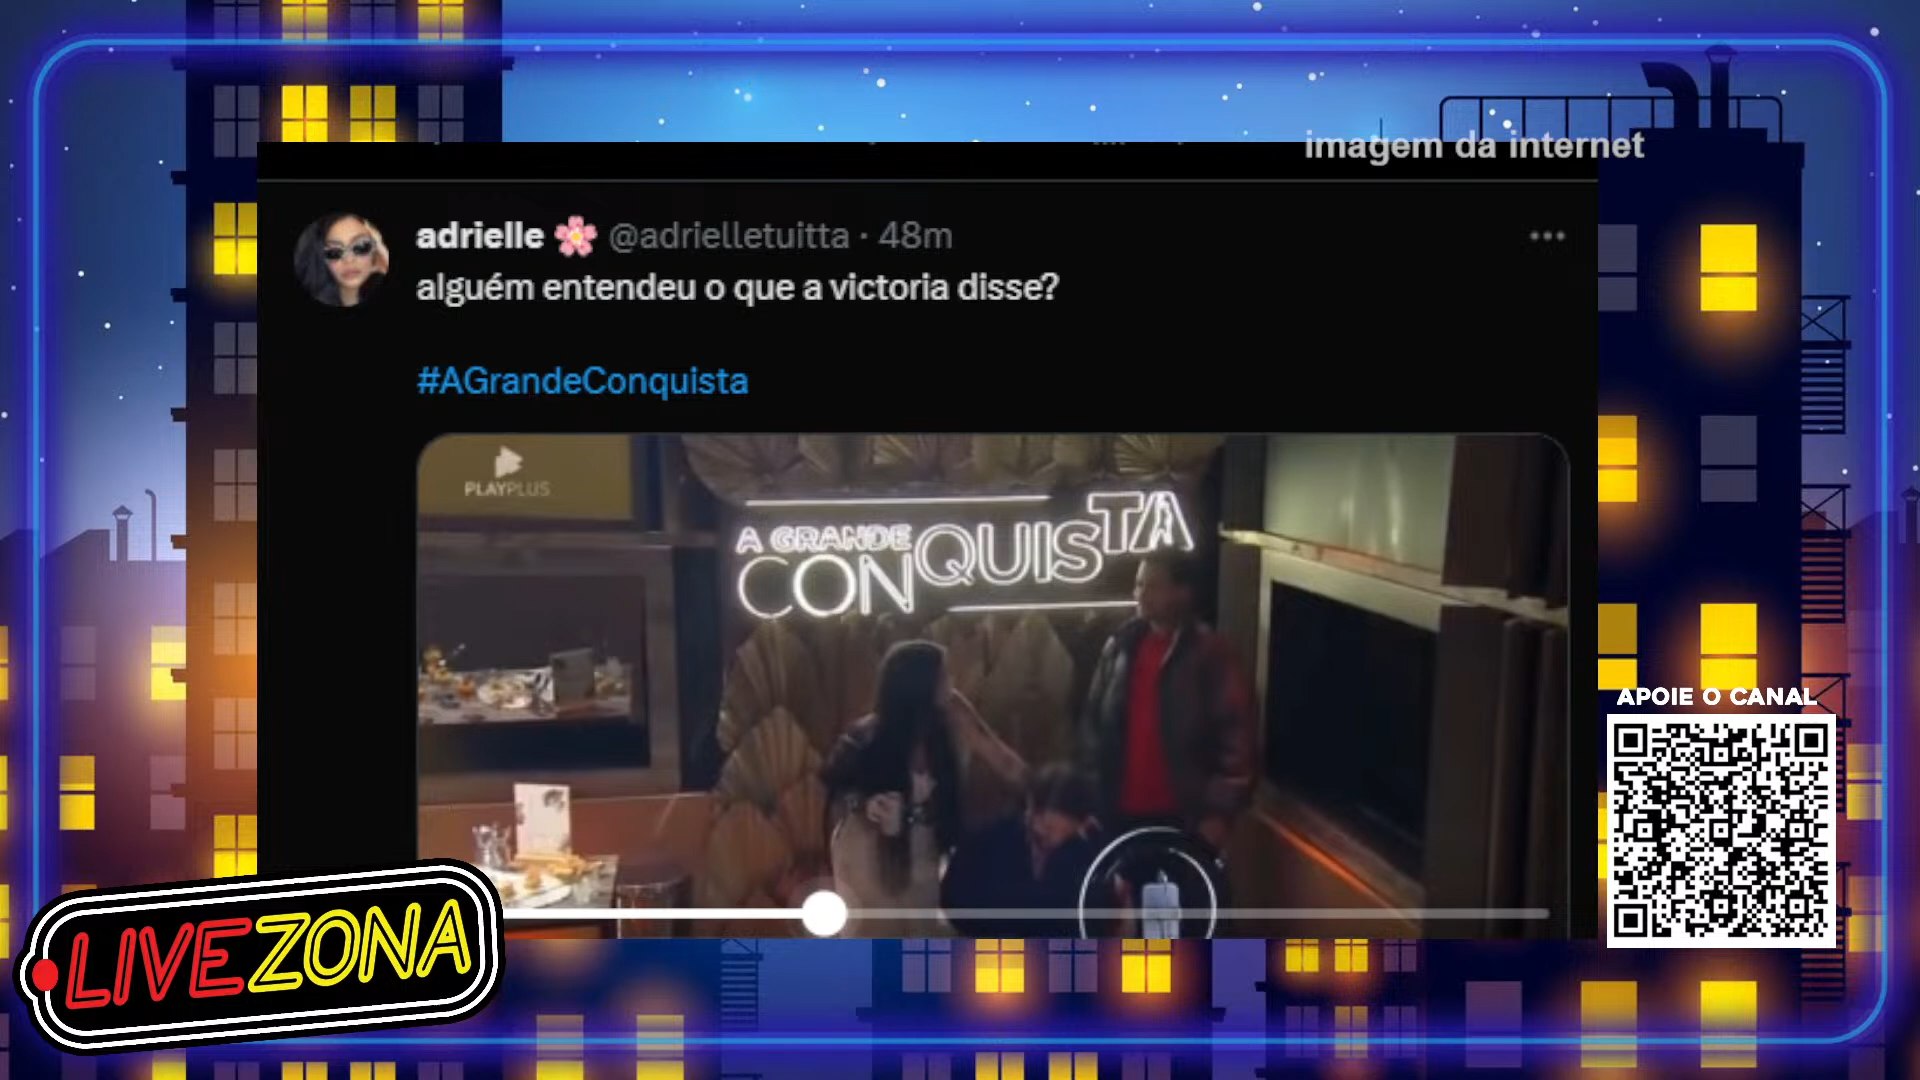 imagem da internet
adrielle 🌸 @adrielletuitta · 48m
alguém entendeu o que a victoria disse?
#AGrandeConquista
PLAYPLUS
A GRANDE
CONQUISTA
APOIE O CANAL
LIVEZONA